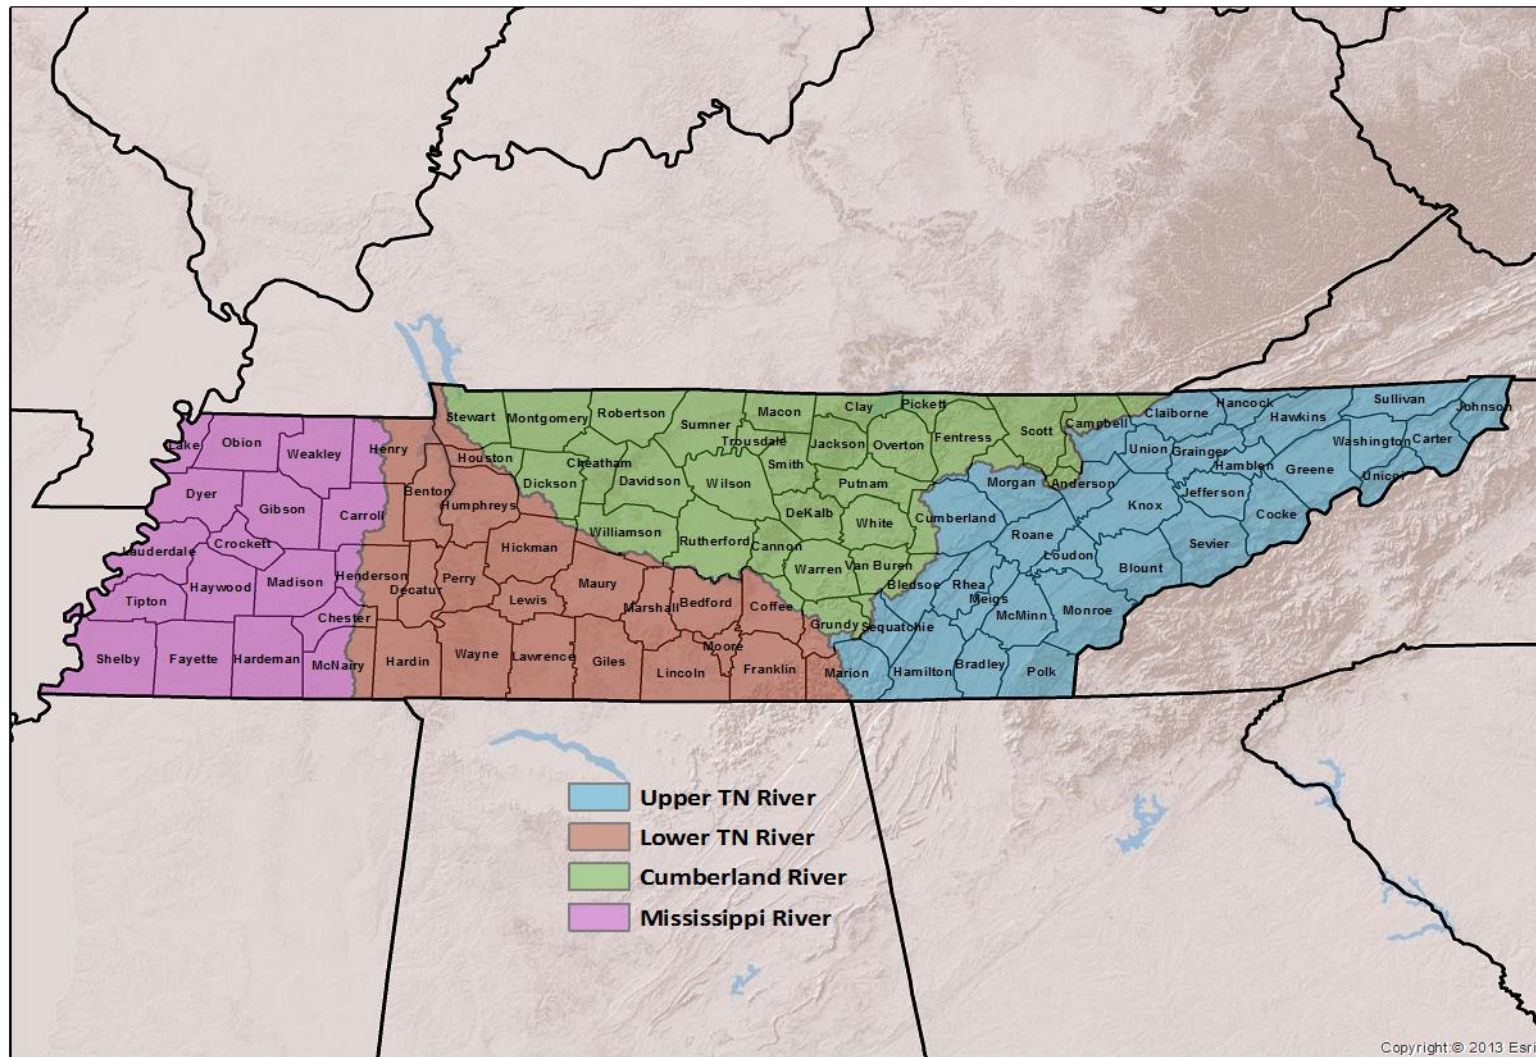 Stewart Montgomery Robertson Sumner Macon Clay Pickett Fentress Scott Campbell Claiborne Hancock Hawkins Sullivan Johnson
Lake Obion Weakley Henry Houston Cheatham Trousdale Jackson Overton Union Grainger Hamblen Greene Washington Carter
Dyer Gibson Carroll Benton Humphreys Dickson Davidson Wilson Smith Putnam Morgan Anderson Knox Jefferson Cocke Unicoi
Lauderdale Crockett Hickman Williamson Rutherford Cannon DeKalb White Cumberland Roane Loudon Sevier
Tipton Haywood Madison Henderson Decatur Perry Lewis Maury Warren Van Buren Bledsoe Rhea Meigs Blount
Chester Marshall Bedford Coffee Grundy Sequatchie McMinn Monroe
Shelby Fayette Hardeman McNairy Hardin Wayne Lawrence Giles Lincoln Moore Franklin Marion Hamilton Bradley Polk
Upper TN River
Lower TN River
Cumberland River
Mississippi River
Copyright:© 2013 Esri